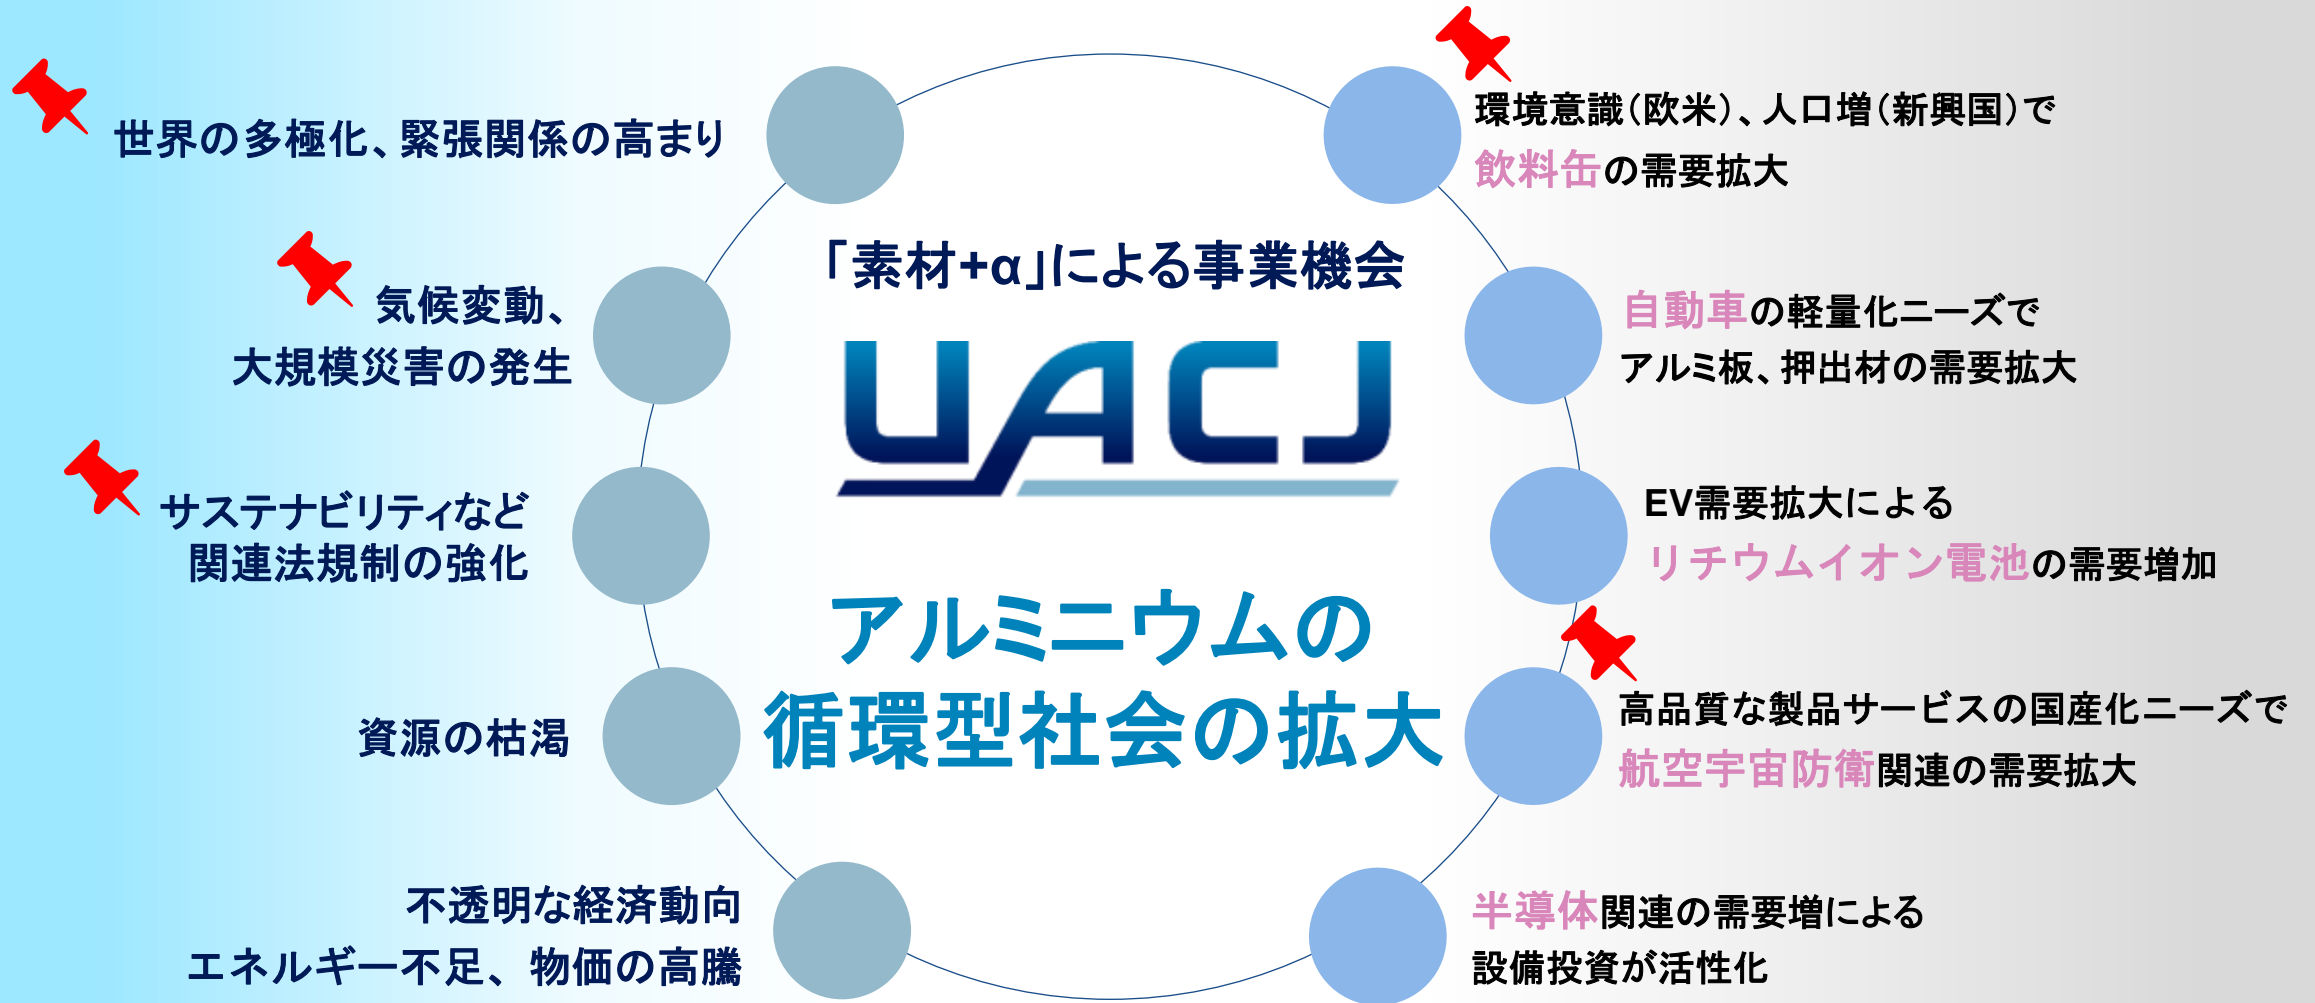 世界の多極化、緊張関係の高まり
気候変動、
大規模災害の発生
サステナビリティなど
関連法規制の強化
資源の枯渇
不透明な経済動向
エネルギー不足、物価の高騰
「素材+α」による事業機会
UACJ
アルミニウムの
循環型社会の拡大
環境意識(欧米)、人口増(新興国)で
飲料缶の需要拡大
自動車の軽量化ニーズで
アルミ板、押出材の需要拡大
EV需要拡大による
リチウムイオン電池の需要増加
高品質な製品サービスの国産化ニーズで
航空宇宙防衛関連の需要拡大
半導体関連の需要増による
設備投資が活性化